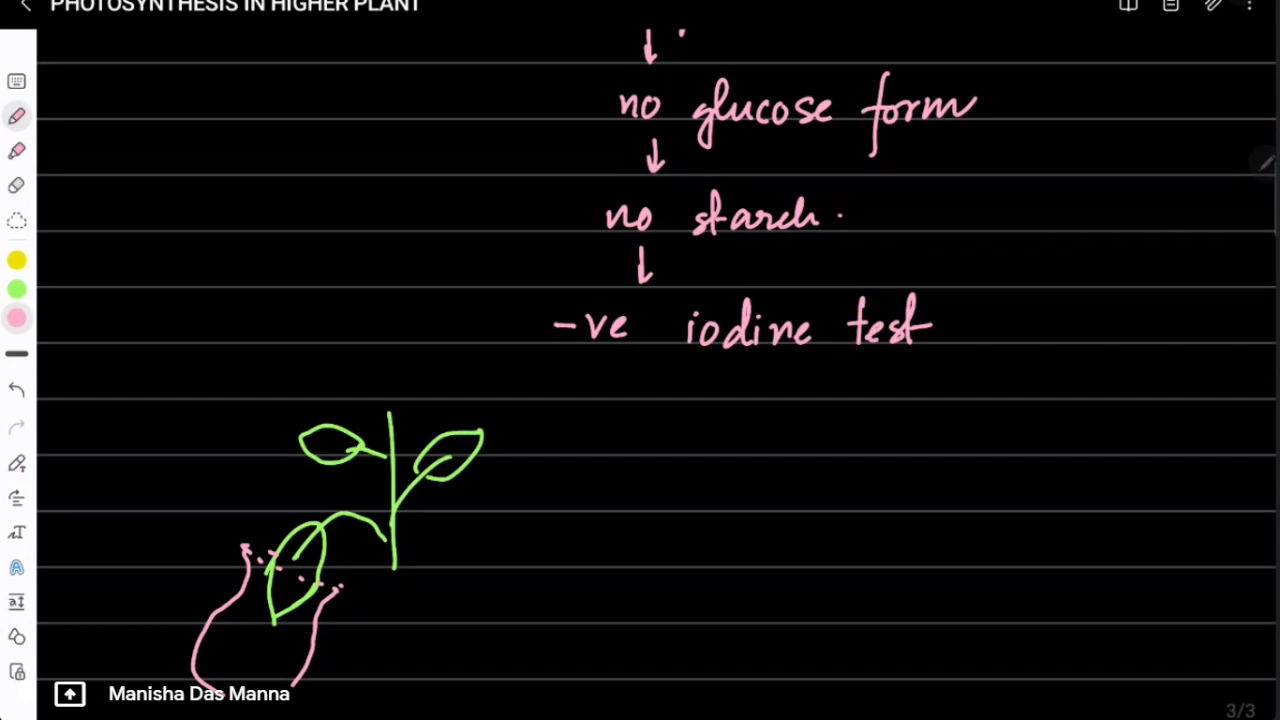 PHOTOSYNTHESIS IN HIGHER PLANT
no glucose form
no starch.
-ve iodine test
Manisha Das Manna
3/3